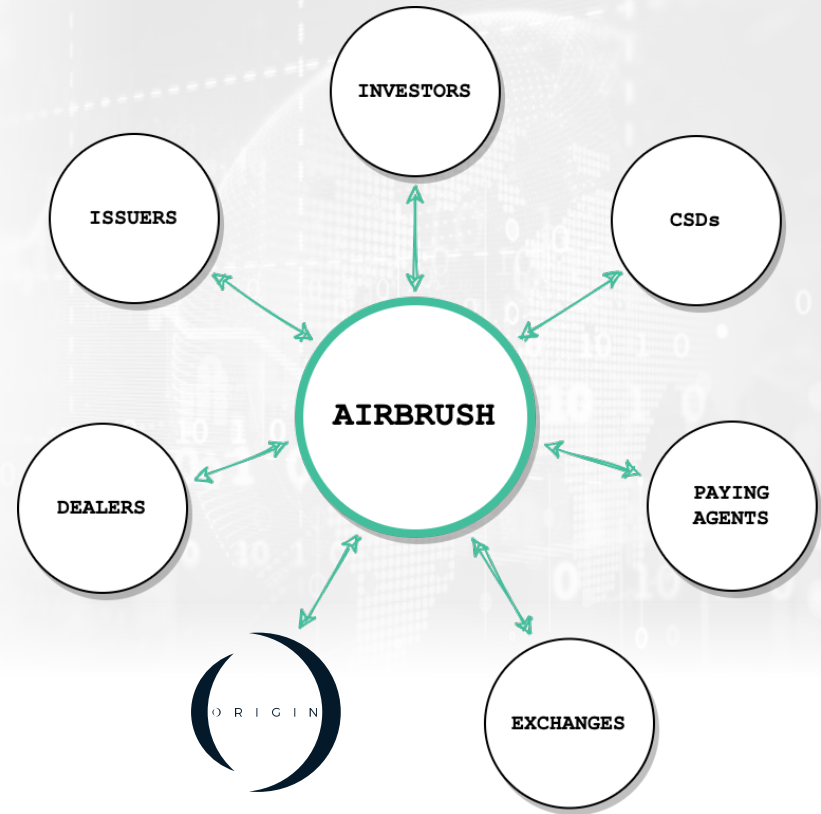 INVESTORS
ISSUERS
CSDs
AIRBRUSH
DEALERS
PAYING
AGENTS
ORIGIN
EXCHANGES